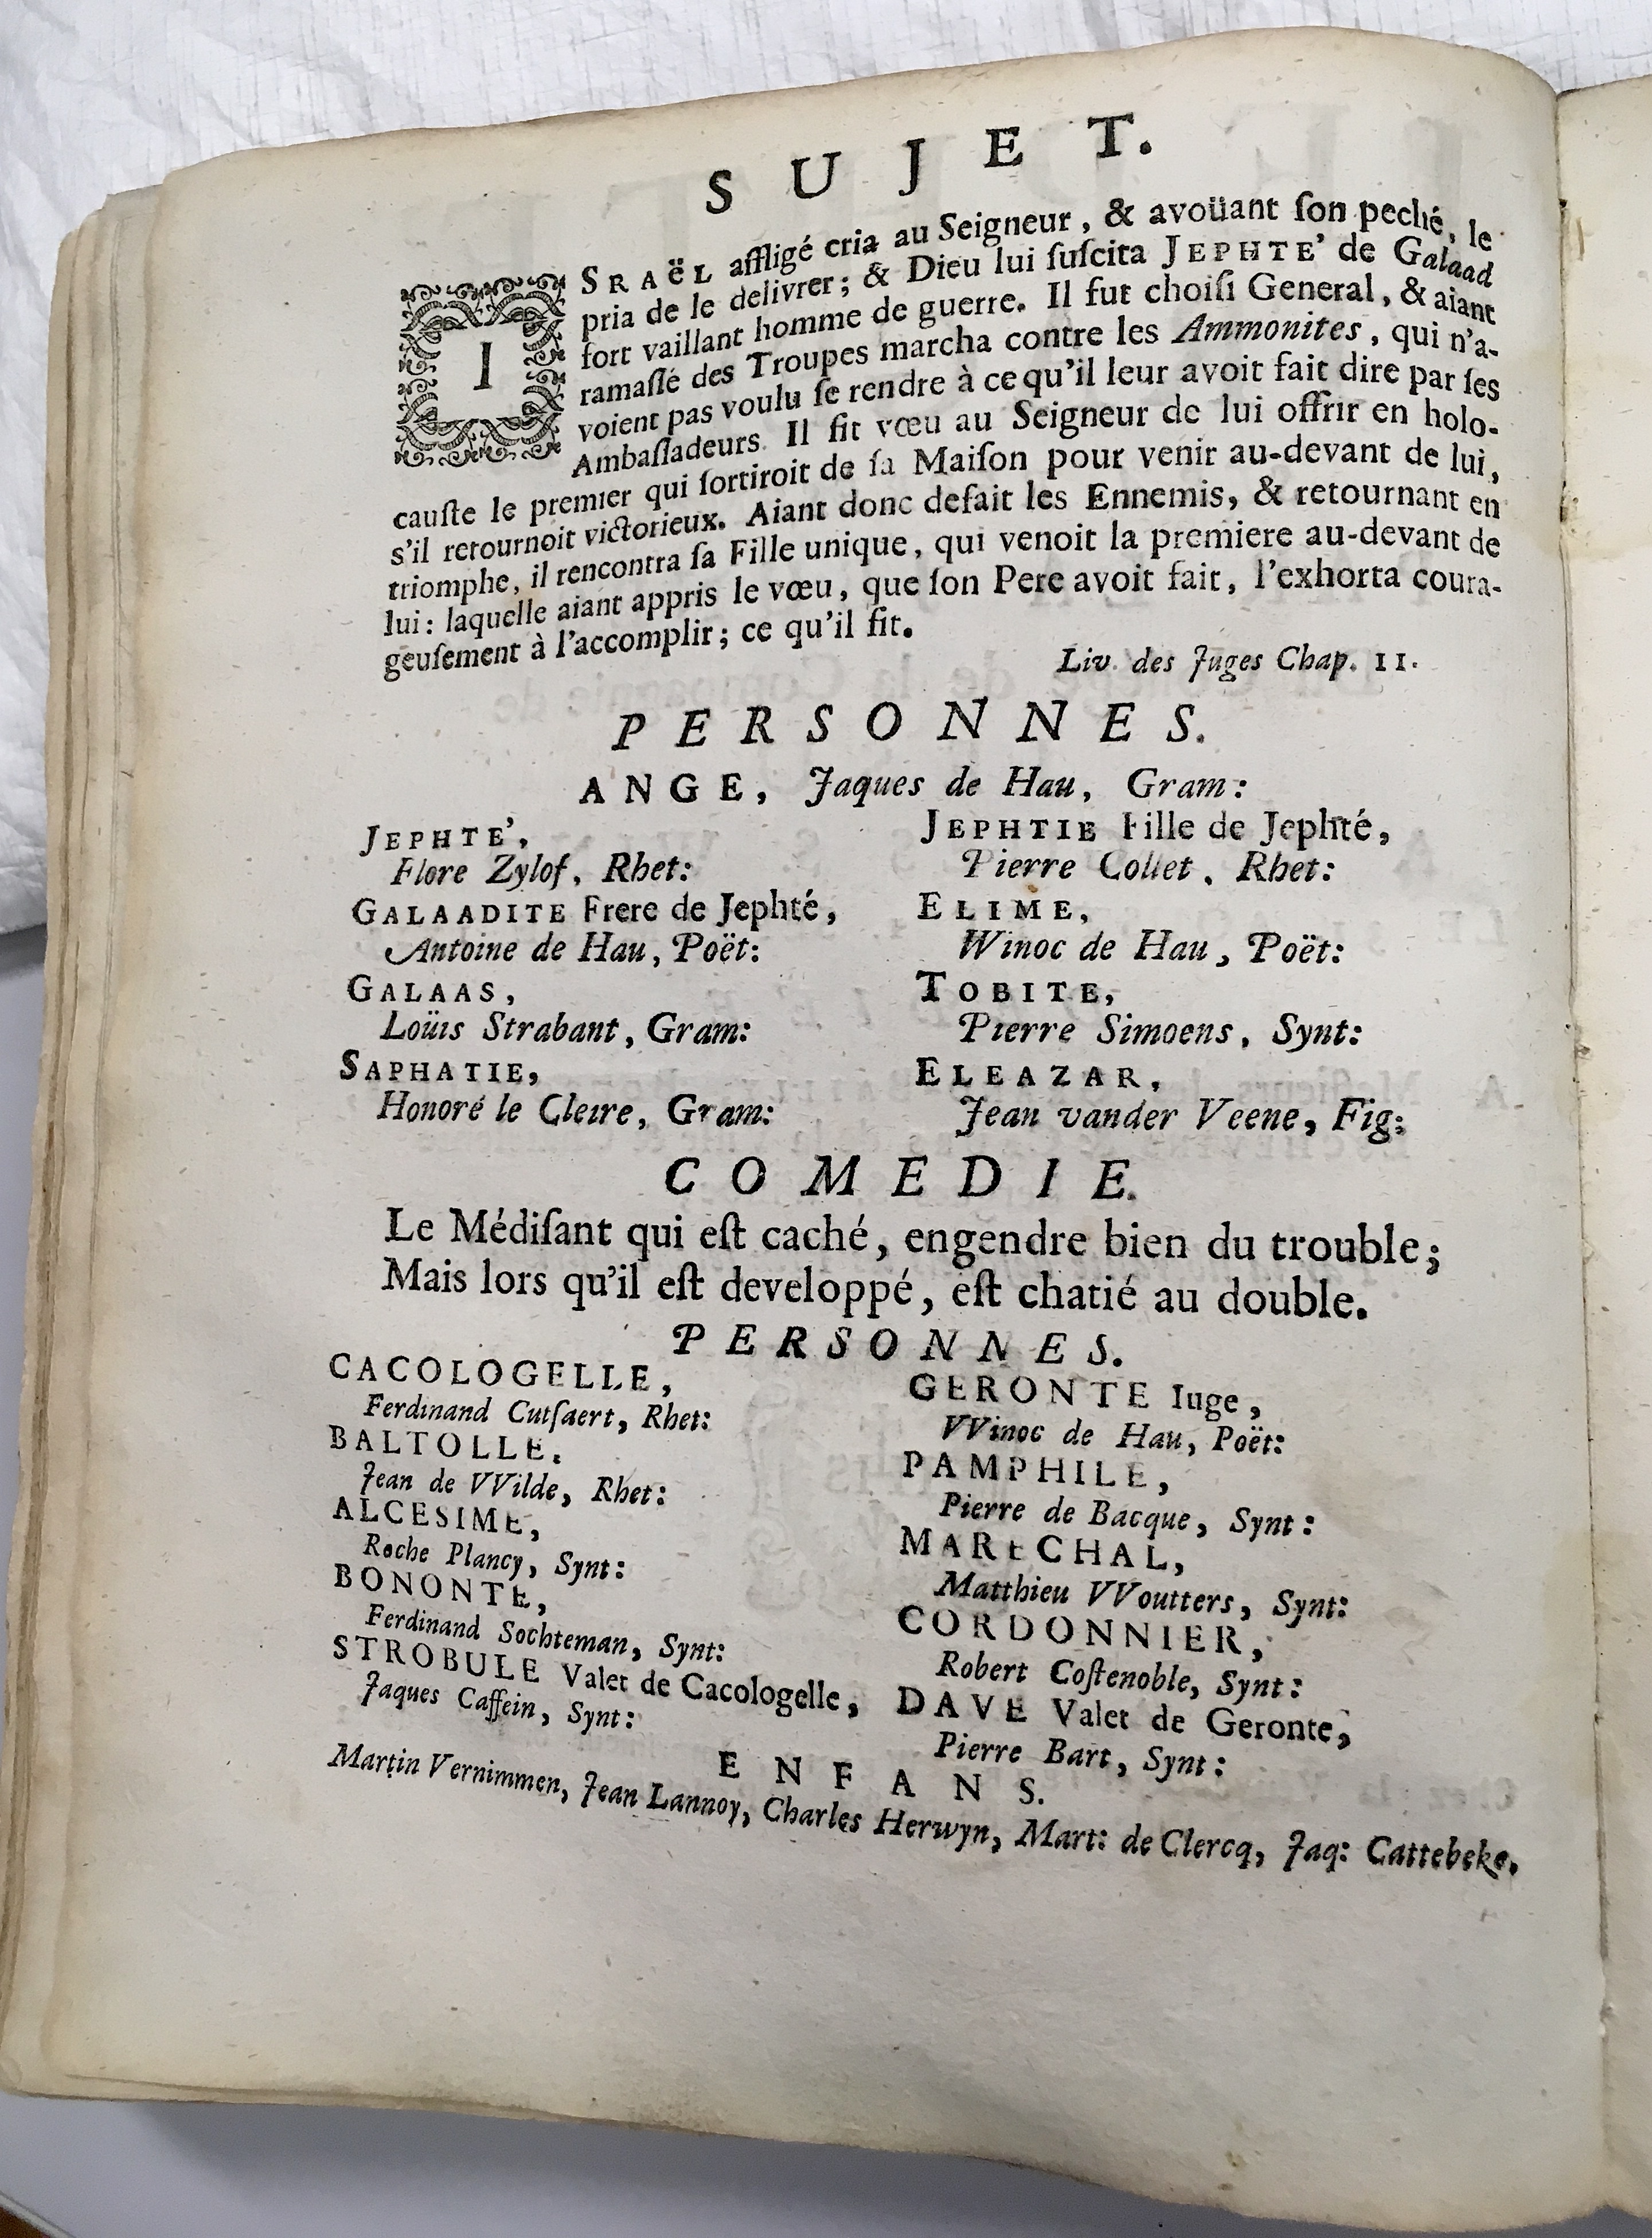 SUJET.
ISRAËL affligé cria au Seigneur, & avoüant ſon peché, le
pria de le delivrer; & Dieu lui ſuſcita JEPHTE' de Galaad
fort vaillant homme de guerre. Il fut choiſi General, & aiant
ramaſſé des Troupes marcha contre les Ammonites, qui n'a-
voient pas voulu ſe rendre à ce qu'il leur avoit fait dire par ſes
Ambaſſadeurs. Il fit vœu au Seigneur de lui offrir en holo-
cauſte le premier qui ſortiroit de ſa Maiſon pour venir au-devant de lui,
s'il retournoit victorieux. Aiant donc defait les Ennemis, & retournant en
triomphe, il rencontra ſa Fille unique, qui venoit la premiere au-devant de
lui: laquelle aiant appris le vœu, que ſon Pere avoit fait, l'exhorta coura-
geuſement à l'accomplir; ce qu'il fit.
Liv. des Juges Chap. 11.
PERSONNES.
ANGE, Jaques de Hau, Gram:
JEPHTE',
Flore Zylof, Rhet:
GALAADITE Frere de Jephté,
Antoine de Hau, Poët:
GALAAS,
Loüis Strabant, Gram:
SAPHATIE,
Honoré le Cleire, Gram:
JEPHTIE Fille de Jephté,
Pierre Collet, Rhet:
ELIME,
Winoc de Hau, Poët:
TOBITE,
Pierre Simoens, Synt:
ELEAZAR,
Jean vander Veene, Fig:
COMEDIE.
Le Médiſant qui eſt caché, engendre bien du trouble;
Mais lors qu'il eſt developpé, eſt chatié au double.
PERSONNES.
CACOLOGELLE,
Ferdinand Cutſaert, Rhet:
BALTOLLE,
Jean de VVilde, Rhet:
ALCESIME,
Roche Plancy, Synt:
BONONTE,
Ferdinand Sochteman, Synt:
STROBULE Valet de Cacologelle,
Jaques Caffein, Synt:
GERONTE Iuge,
VVinoc de Hau, Poët:
PAMPHILE,
Pierre de Bacque, Synt:
MARECHAL,
Matthieu VVoutters, Synt:
CORDONNIER,
Robert Coſtenoble, Synt:
DAVE Valet de Geronte,
Pierre Bart, Synt:
ENFANS.
Martin Vernimmen, Jean Lannoy, Charles Herwyn, Mart: de Clercq, Jaq: Cattebeke.